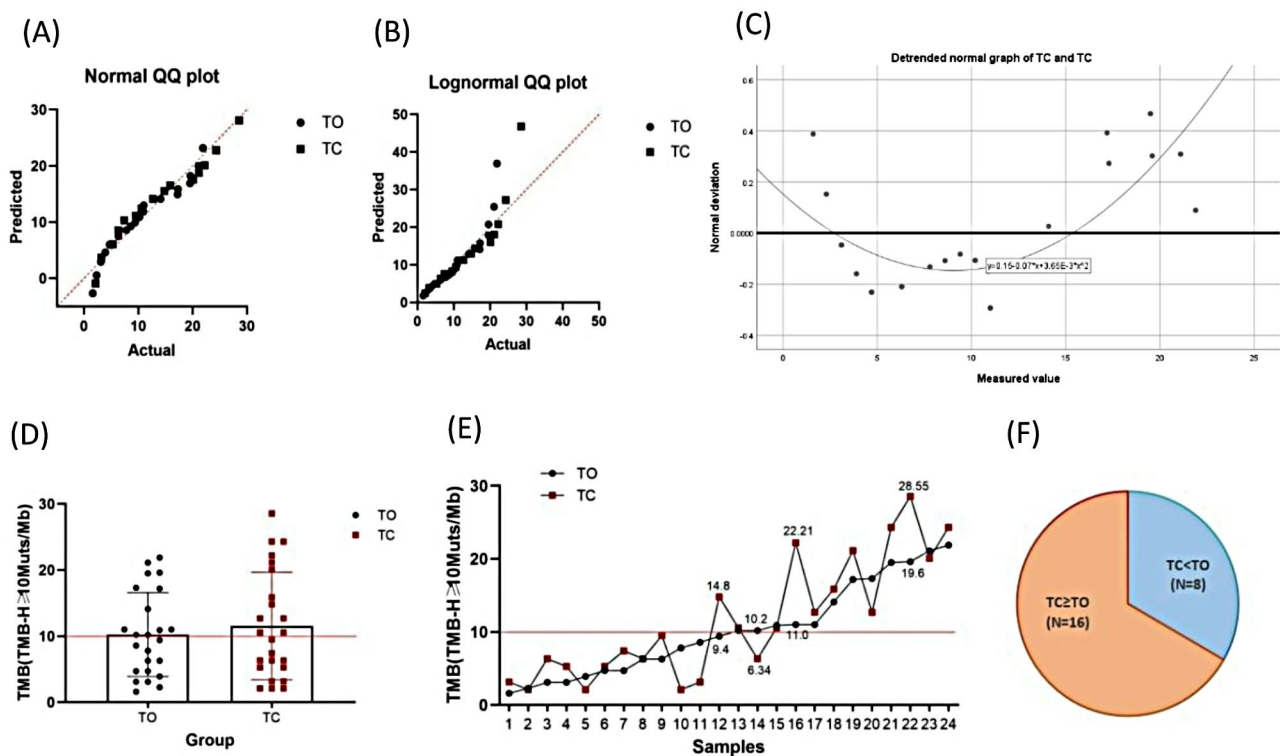 (A)
Normal QQ plot
30
20
10
0
0
10
20
30
Predicted
Actual
TO
TC
(B)
Lognormal QQ plot
50
40
30
20
10
0
0
10
20
30
40
50
Predicted
Actual
TO
TC
(C)
Detrended normal graph of TC and TC
0.6
0.4
0.2
0.0000
-0.2
-0.4
0
5
10
15
20
25
Normal deviation
Measured value
y=0.15-0.07*x+3.65E-3*x^2
(D)
TMB(TMB-H≥10Muts/Mb)
30
20
10
0
TO
TC
Group
TO
TC
(E)
TMB(TMB-H≥10Muts/Mb)
TO
TC
30
20
10
0
14.8
9.4
10.2
6.34
22.21
11.0
28.55
19.6
1 2 3 4 5 6 7 8 9 10 11 12 13 14 15 16 17 18 19 20 21 22 23 24
Samples
(F)
TC<TO
(N=8)
TC≥TO
(N=16)